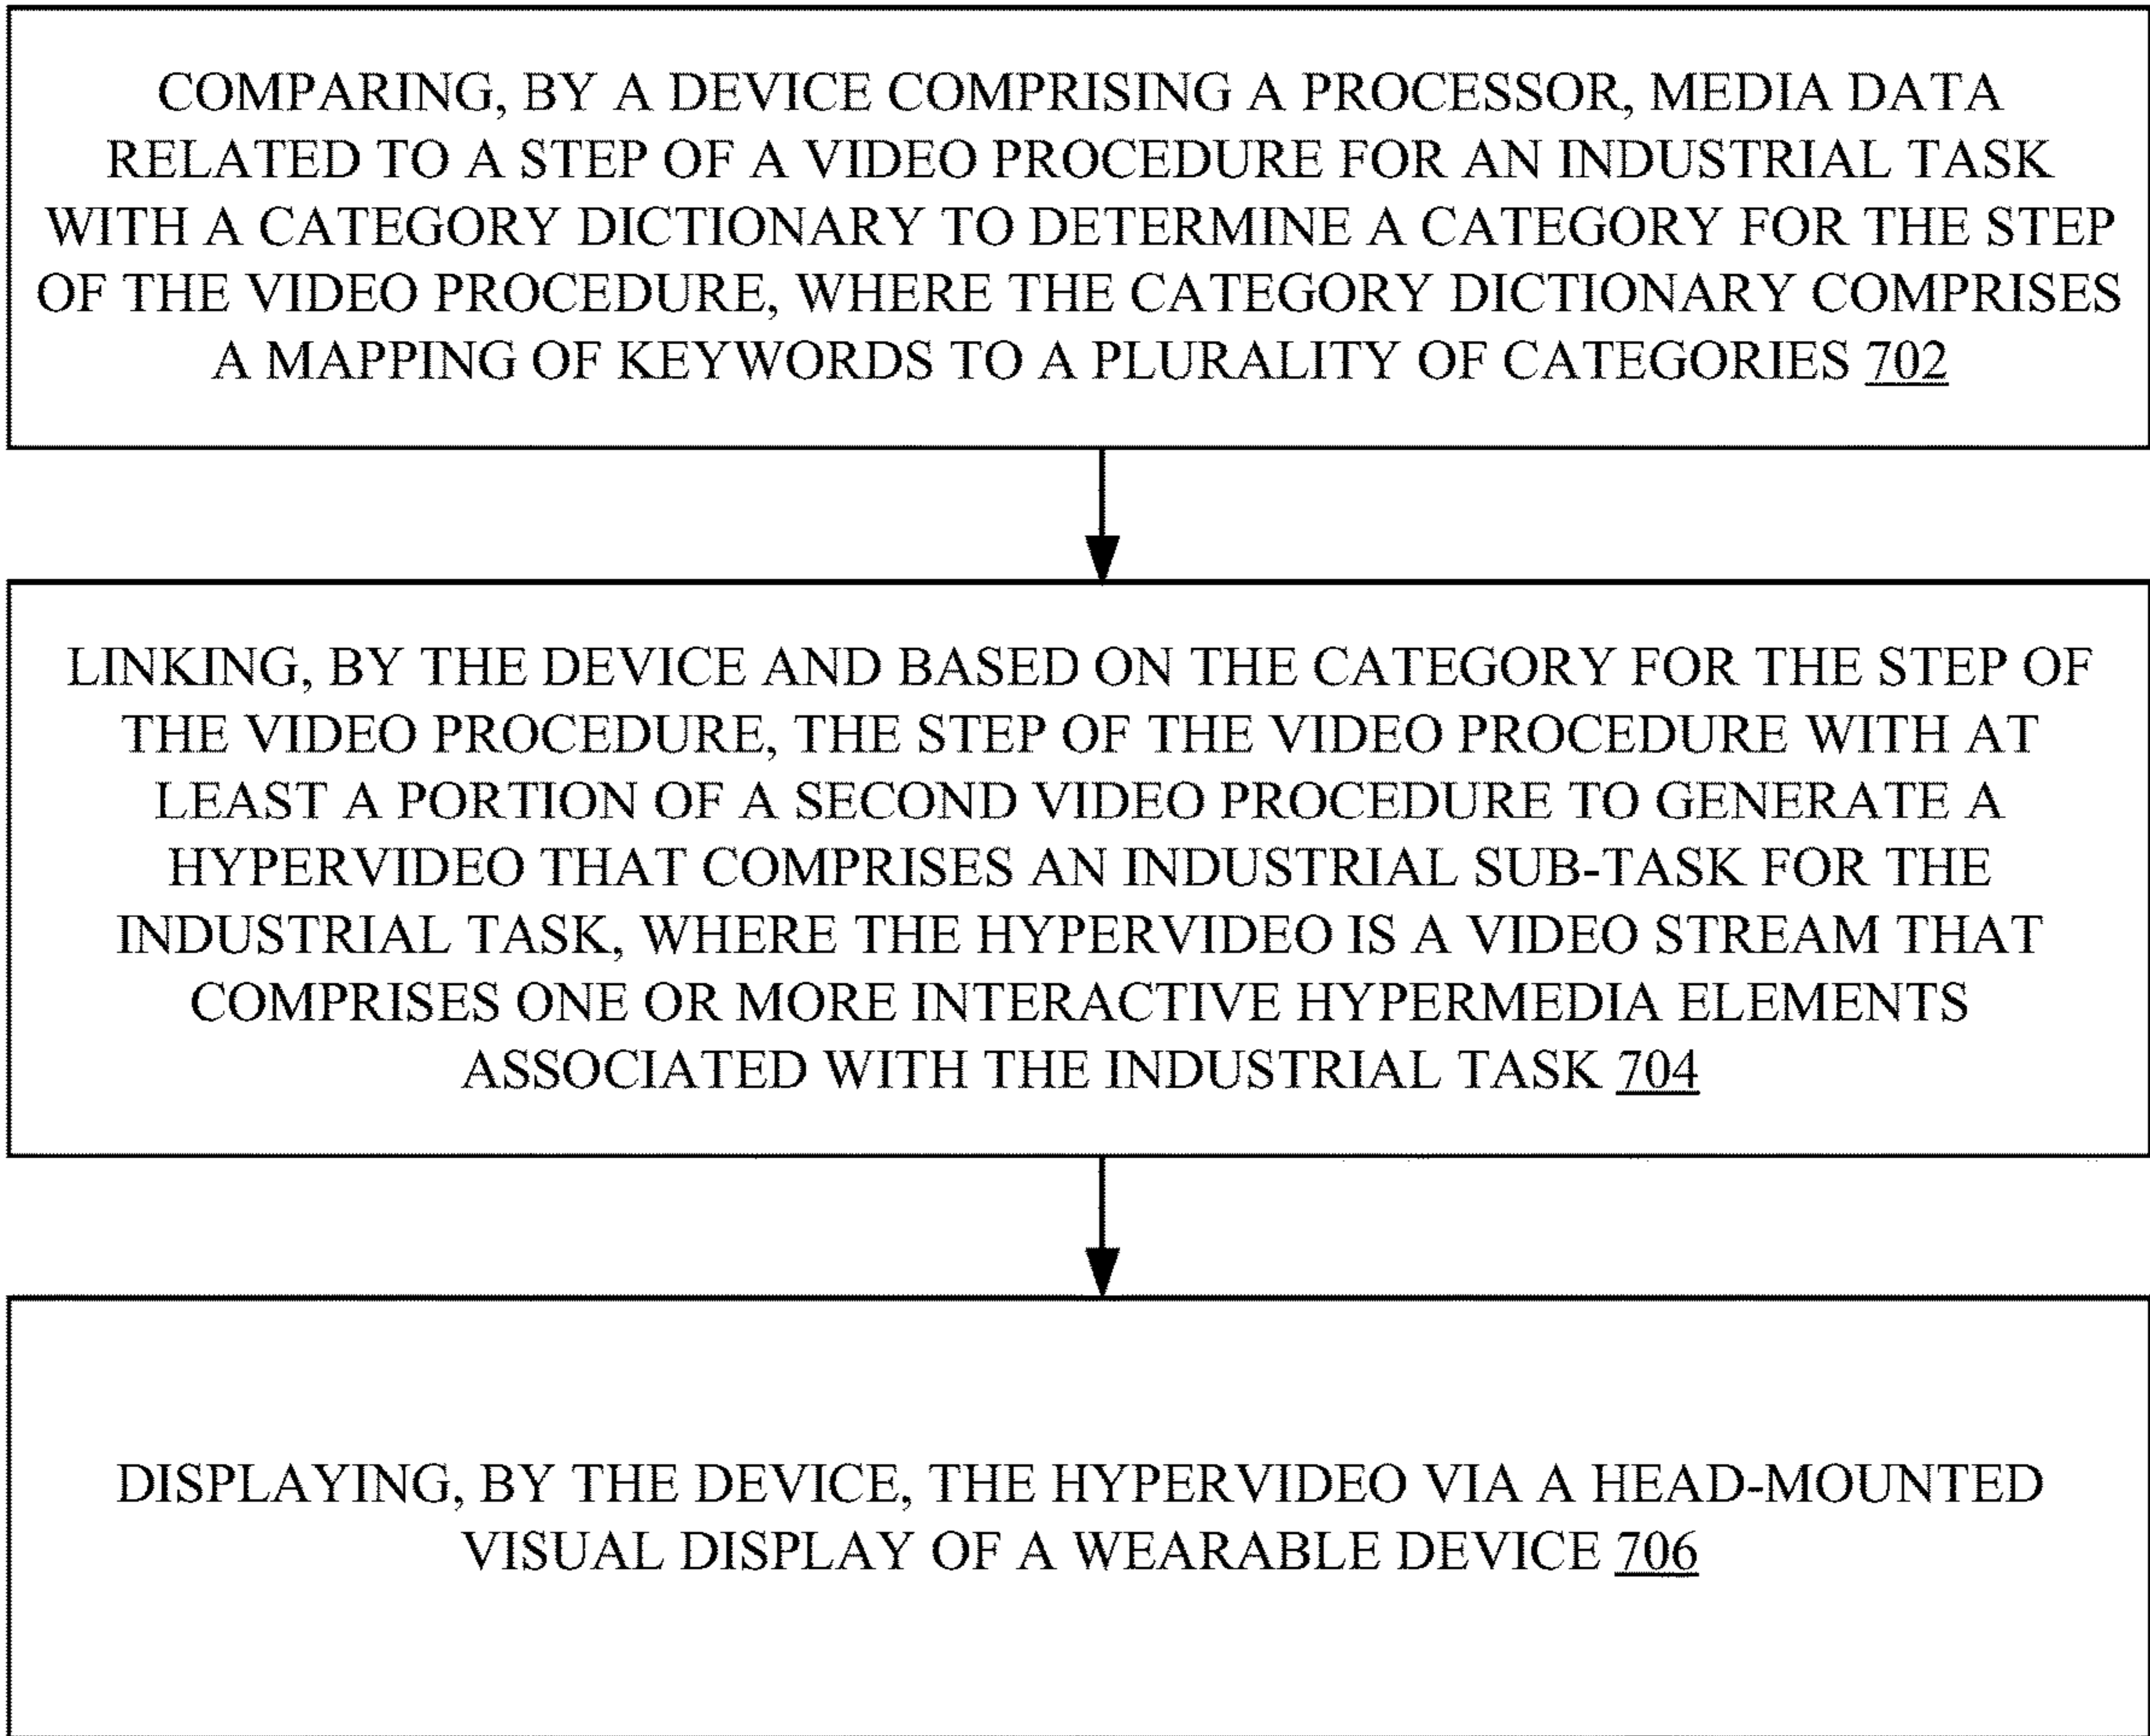 COMPARING, BY A DEVICE COMPRISING A PROCESSOR, MEDIA DATA
RELATED TO A STEP OF A VIDEO PROCEDURE FOR AN INDUSTRIAL TASK
WITH A CATEGORY DICTIONARY TO DETERMINE A CATEGORY FOR THE STEP
OF THE VIDEO PROCEDURE, WHERE THE CATEGORY DICTIONARY COMPRISES
A MAPPING OF KEYWORDS TO A PLURALITY OF CATEGORIES 702
LINKING, BY THE DEVICE AND BASED ON THE CATEGORY FOR THE STEP OF
THE VIDEO PROCEDURE, THE STEP OF THE VIDEO PROCEDURE WITH AT
LEAST A PORTION OF A SECOND VIDEO PROCEDURE TO GENERATE A
HYPERVIDEO THAT COMPRISES AN INDUSTRIAL SUB-TASK FOR THE
INDUSTRIAL TASK, WHERE THE HYPERVIDEO IS A VIDEO STREAM THAT
COMPRISES ONE OR MORE INTERACTIVE HYPERMEDIA ELEMENTS
ASSOCIATED WITH THE INDUSTRIAL TASK 704
DISPLAYING, BY THE DEVICE, THE HYPERVIDEO VIA A HEAD-MOUNTED
VISUAL DISPLAY OF A WEARABLE DEVICE 706